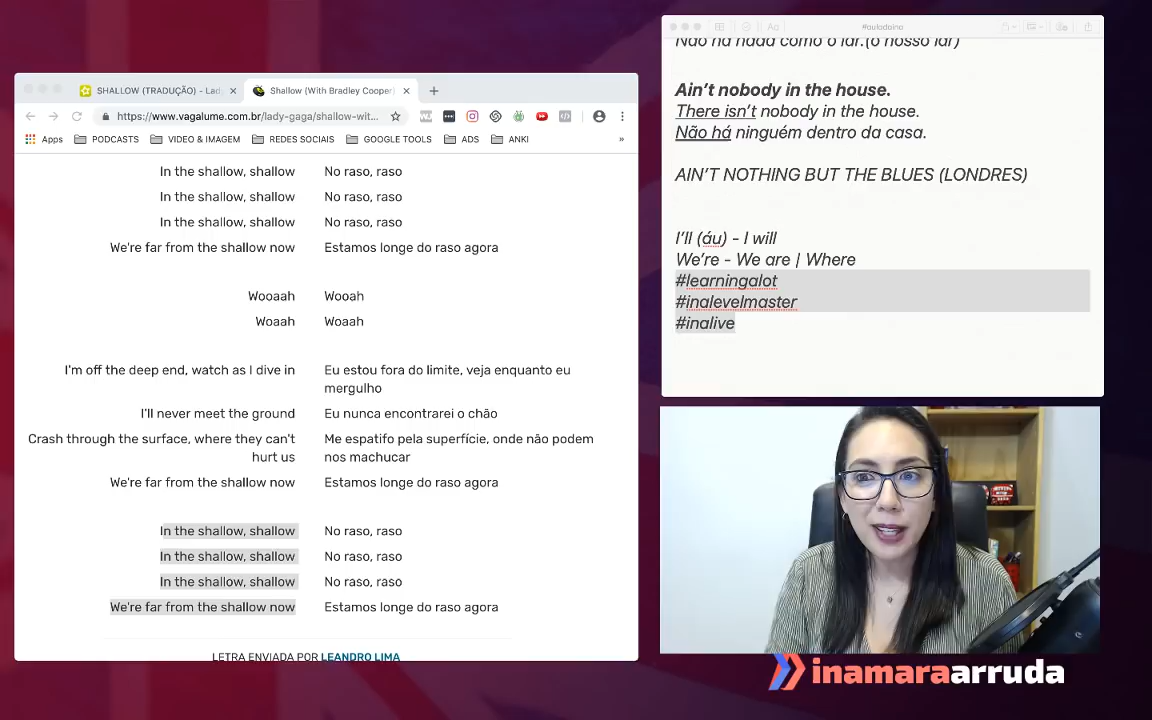 SHALLOW (TRADUÇÃO) - Lad
Shallow (With Bradley Cooper)
https://www.vagalume.com.br/lady-gaga/shallow-wit...
Apps
PODCASTS
VIDEO & IMAGEM
REDES SOCIAIS
GOOGLE TOOLS
ADS
ANKI
»
In the shallow, shallow No raso, raso
In the shallow, shallow No raso, raso
In the shallow, shallow No raso, raso
We're far from the shallow now Estamos longe do raso agora
Wooaah Wooah
Woaah Woaah
I'm off the deep end, watch as I dive in Eu estou fora do limite, veja enquanto eu
mergulho
I'll never meet the ground Eu nunca encontrarei o chão
Crash through the surface, where they can't Me espatifo pela superfície, onde não podem
hurt us nos machucar
We're far from the shallow now Estamos longe do raso agora
In the shallow, shallow No raso, raso
In the shallow, shallow No raso, raso
In the shallow, shallow No raso, raso
We're far from the shallow now Estamos longe do raso agora
LETRA ENVIADA POR LEANDRO LIMA
Aa
#auladaina
Não há nada como o lar.(o nosso lar)
Ain't nobody in the house.
There isn't nobody in the house.
Não há ninguém dentro da casa.
AIN'T NOTHING BUT THE BLUES (LONDRES)
I'll (áu) - I will
We're - We are | Where
#learningalot
#inalevelmaster
#inalive
inamaraarruda